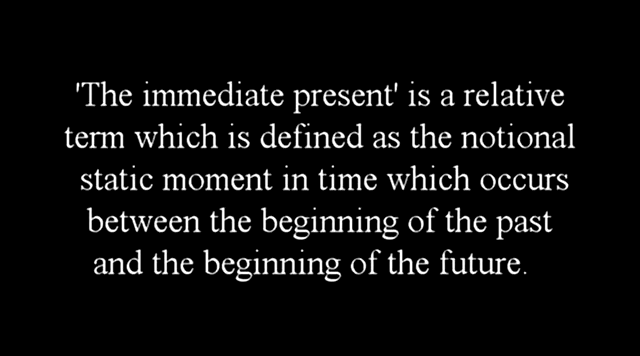 'The immediate present' is a relative
term which is defined as the notional
static moment in time which occurs
between the beginning of the past
and the beginning of the future.